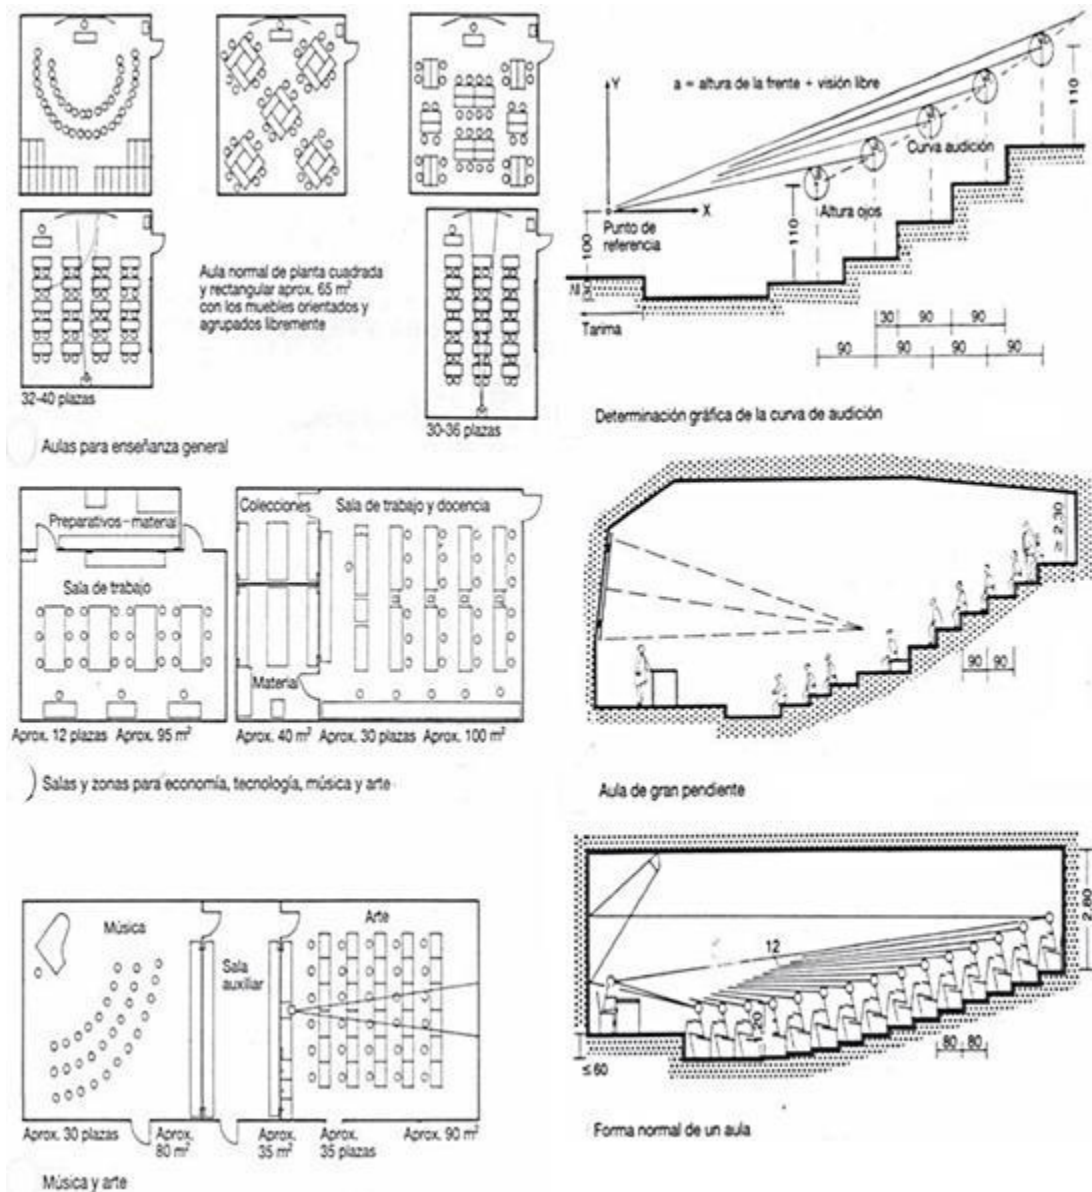 Aula normal de planta cuadrada
y rectangular aprox. 65 m²
con los muebles orientados y
agrupados libremente
32-40 plazas
30-36 plazas
Aulas para enseñanza general
Y
a = altura de la frente + visión libre
110
Curva audición
X
Altura ojos
Punto de
referencia
100
110
30
Tarima
30
90
90
90
90
90
90
Determinación gráfica de la curva de audición
Preparativos-material
Sala de trabajo
Colecciones
Sala de trabajo y docencia
Material
Aprox. 12 plazas
Aprox. 95 m²
Aprox. 40 m²
Aprox. 30 plazas
Aprox. 100 m²
) Salas y zonas para economía, tecnología, música y arte
≥ 2.30
90
90
Aula de gran pendiente
Música
Sala
auxiliar
Arte
Aprox. 30 plazas
Aprox.
80 m²
Aprox.
35 m²
Aprox.
35 plazas
Aprox. 90 m²
Música y arte
12
20
80
80
≤ 60
Forma normal de un aula